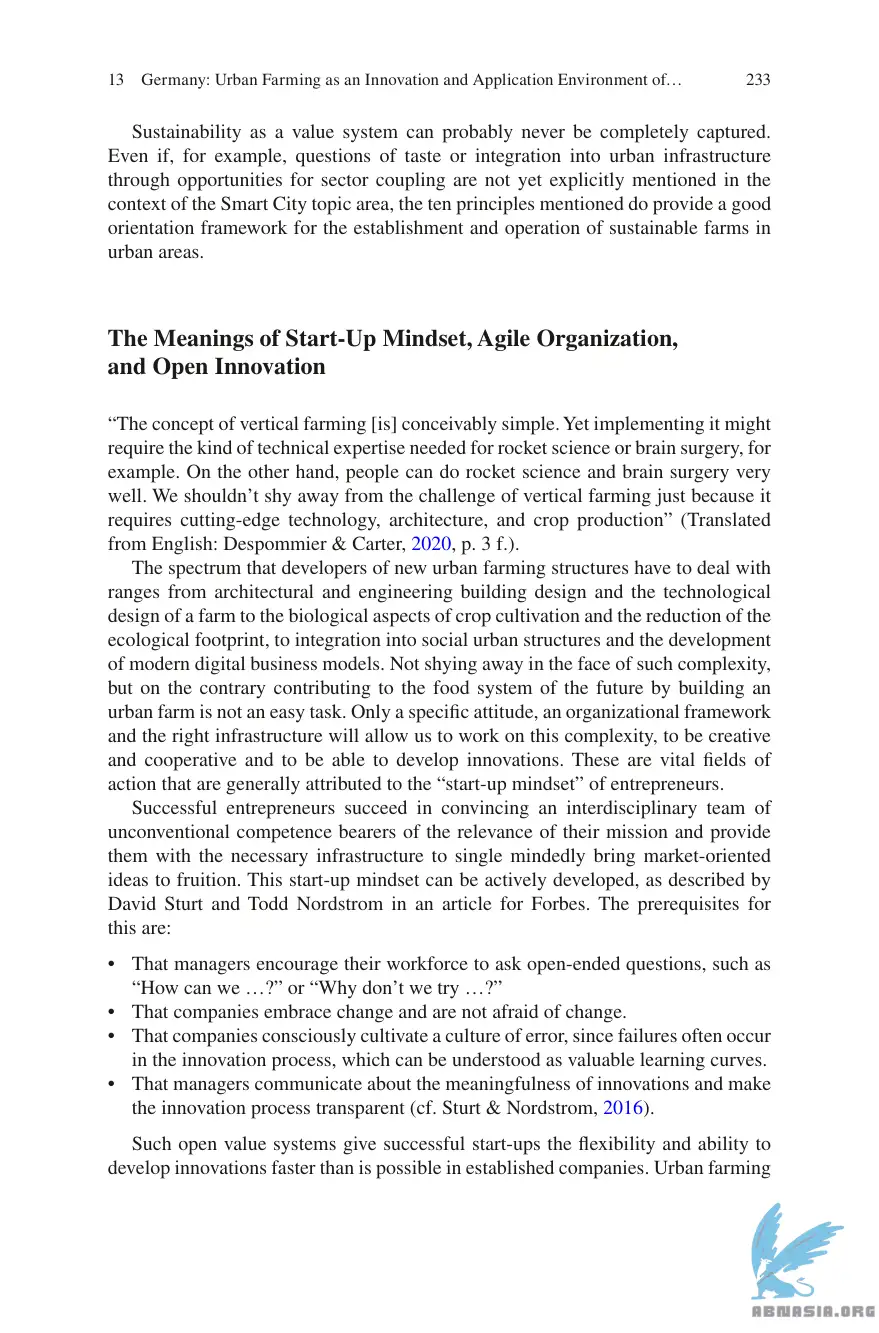 13 Germany: Urban Farming as an Innovation and Application Environment of… 233
Sustainability as a value system can probably never be completely captured.
Even if, for example, questions of taste or integration into urban infrastructure
through opportunities for sector coupling are not yet explicitly mentioned in the
context of the Smart City topic area, the ten principles mentioned do provide a good
orientation framework for the establishment and operation of sustainable farms in
urban areas.
The Meanings of Start-Up Mindset, Agile Organization,
and Open Innovation
“The concept of vertical farming [is] conceivably simple. Yet implementing it might
require the kind of technical expertise needed for rocket science or brain surgery, for
example. On the other hand, people can do rocket science and brain surgery very
well. We shouldn’t shy away from the challenge of vertical farming just because it
requires cutting-edge technology, architecture, and crop production” (Translated
from English: Despommier & Carter, 2020, p. 3 f.).
The spectrum that developers of new urban farming structures have to deal with
ranges from architectural and engineering building design and the technological
design of a farm to the biological aspects of crop cultivation and the reduction of the
ecological footprint, to integration into social urban structures and the development
of modern digital business models. Not shying away in the face of such complexity,
but on the contrary contributing to the food system of the future by building an
urban farm is not an easy task. Only a specific attitude, an organizational framework
and the right infrastructure will allow us to work on this complexity, to be creative
and cooperative and to be able to develop innovations. These are vital fields of
action that are generally attributed to the “start-up mindset” of entrepreneurs.
Successful entrepreneurs succeed in convincing an interdisciplinary team of
unconventional competence bearers of the relevance of their mission and provide
them with the necessary infrastructure to single mindedly bring market-oriented
ideas to fruition. This start-up mindset can be actively developed, as described by
David Sturt and Todd Nordstrom in an article for Forbes. The prerequisites for
this are:
• That managers encourage their workforce to ask open-ended questions, such as
“How can we …?” or “Why don’t we try …?”
• That companies embrace change and are not afraid of change.
• That companies consciously cultivate a culture of error, since failures often occur
in the innovation process, which can be understood as valuable learning curves.
• That managers communicate about the meaningfulness of innovations and make
the innovation process transparent (cf. Sturt & Nordstrom, 2016).
Such open value systems give successful start-ups the flexibility and ability to
develop innovations faster than is possible in established companies. Urban farming
ABNASIA.ORG